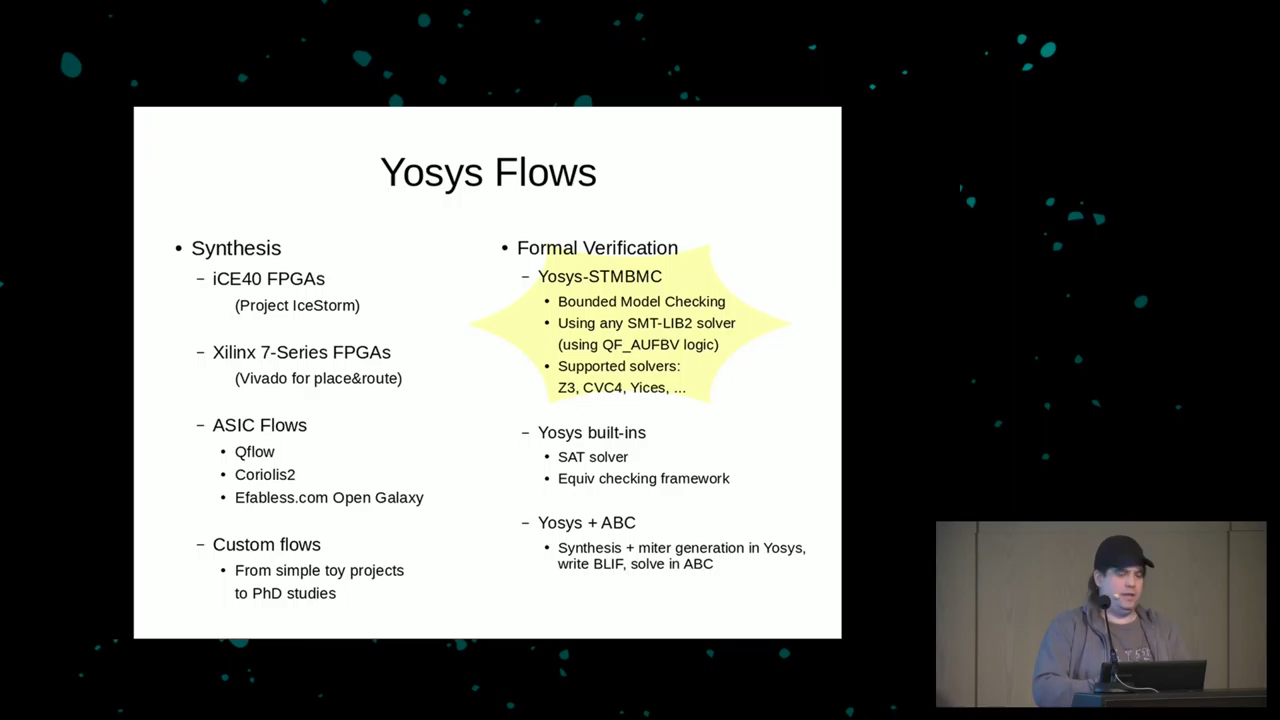 Yosys Flows
• Synthesis
– iCE40 FPGAs
(Project IceStorm)
– Xilinx 7-Series FPGAs
(Vivado for place&route)
– ASIC Flows
• Qflow
• Coriolis2
• Efabless.com Open Galaxy
– Custom flows
• From simple toy projects
to PhD studies
• Formal Verification
– Yosys-STMBMC
• Bounded Model Checking
• Using any SMT-LIB2 solver
(using QF_AUFBV logic)
• Supported solvers:
Z3, CVC4, Yices, ...
– Yosys built-ins
• SAT solver
• Equiv checking framework
– Yosys + ABC
• Synthesis + miter generation in Yosys,
write BLIF, solve in ABC